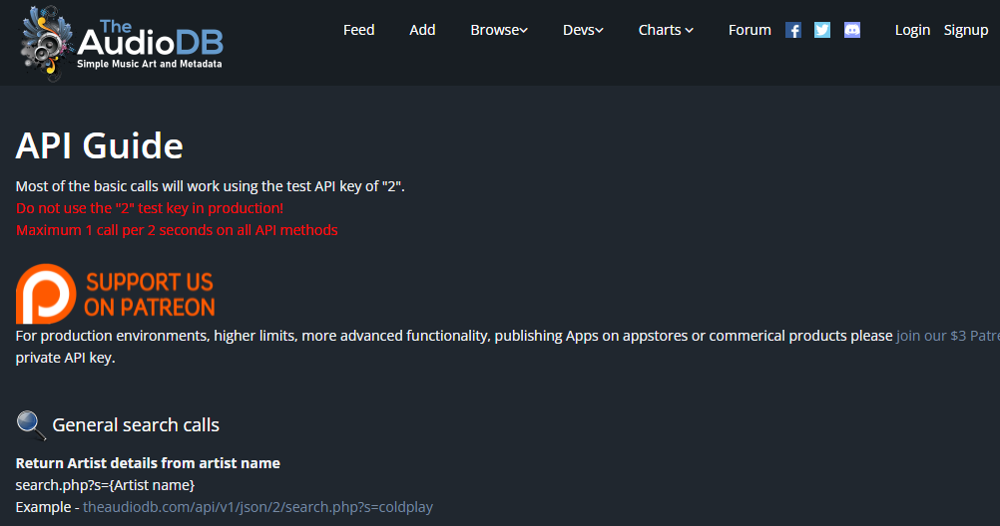 The
AudioDB
Simple Music Art and Metadata
Feed Add Browse Devs Charts Forum Login Signup
API Guide
Most of the basic calls will work using the test API key of "2".
Do not use the "2" test key in production!
Maximum 1 call per 2 seconds on all API methods
SUPPORT US
ON PATREON
For production environments, higher limits, more advanced functionality, publishing Apps on appstores or commerical products please join our $3 Patre
private API key.
General search calls
Return Artist details from artist name
search.php?s={Artist name}
Example - theaudiodb.com/api/v1/json/2/search.php?s=coldplay